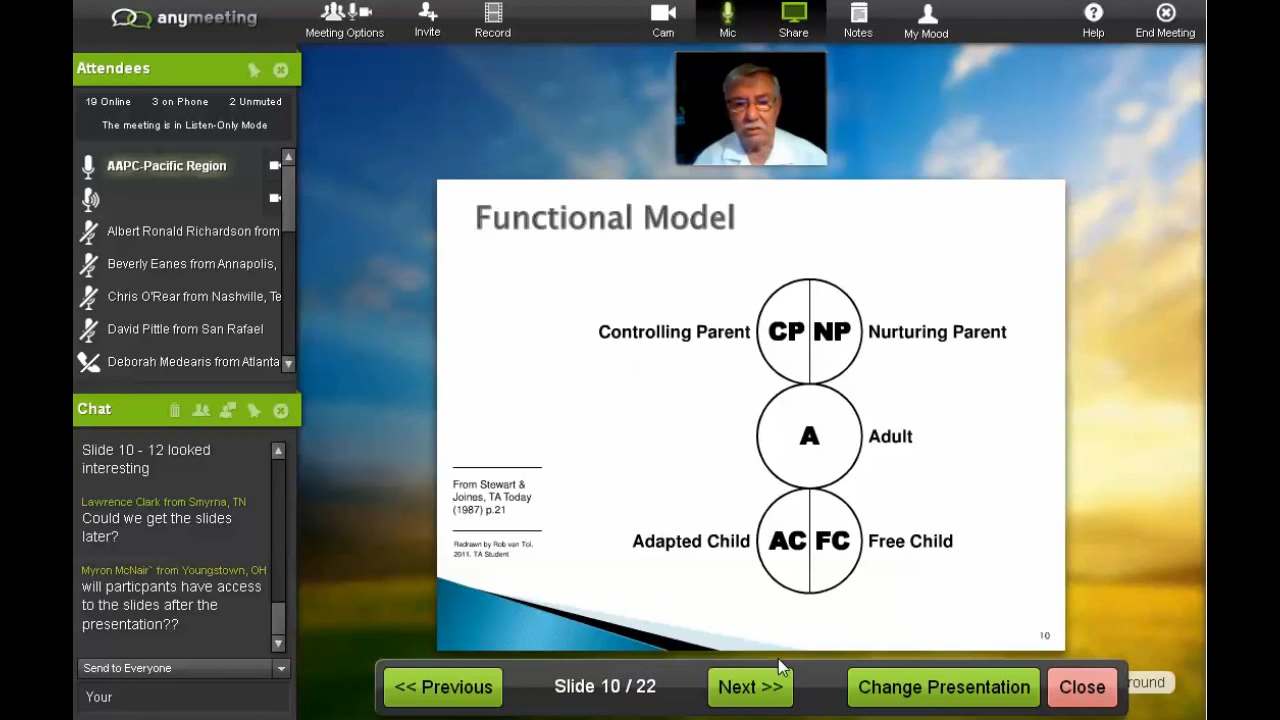 anymeeting
Meeting Options
Invite
Record
Cam
Mic
Share
Notes
My Mood
Help
End Meeting
Attendees
19 Online 3 on Phone 2 Unmuted
The meeting is in Listen-Only Mode
AAPC-Pacific Region
Albert Ronald Richardson from
Beverly Eanes from Annapolis,
Chris O'Rear from Nashville, Te
David Pittle from San Rafael
Deborah Medearis from Atlanta
Chat
Slide 10 - 12 looked
interesting
Lawrence Clark from Smyrna, TN
Could we get the slides
later?
Myron McNair` from Youngstown, OH
will particpants have access
to the slides after the
presentation??
Send to Everyone
Your
Functional Model
Controlling Parent CP NP Nurturing Parent
A Adult
Adapted Child AC FC Free Child
From Stewart &
Joines, TA Today
(1987) p.21
Redrawn by Rob van Tol,
2011, TA Student
10
<< Previous
Slide 10 / 22
Next >>
Change Presentation
Close
round